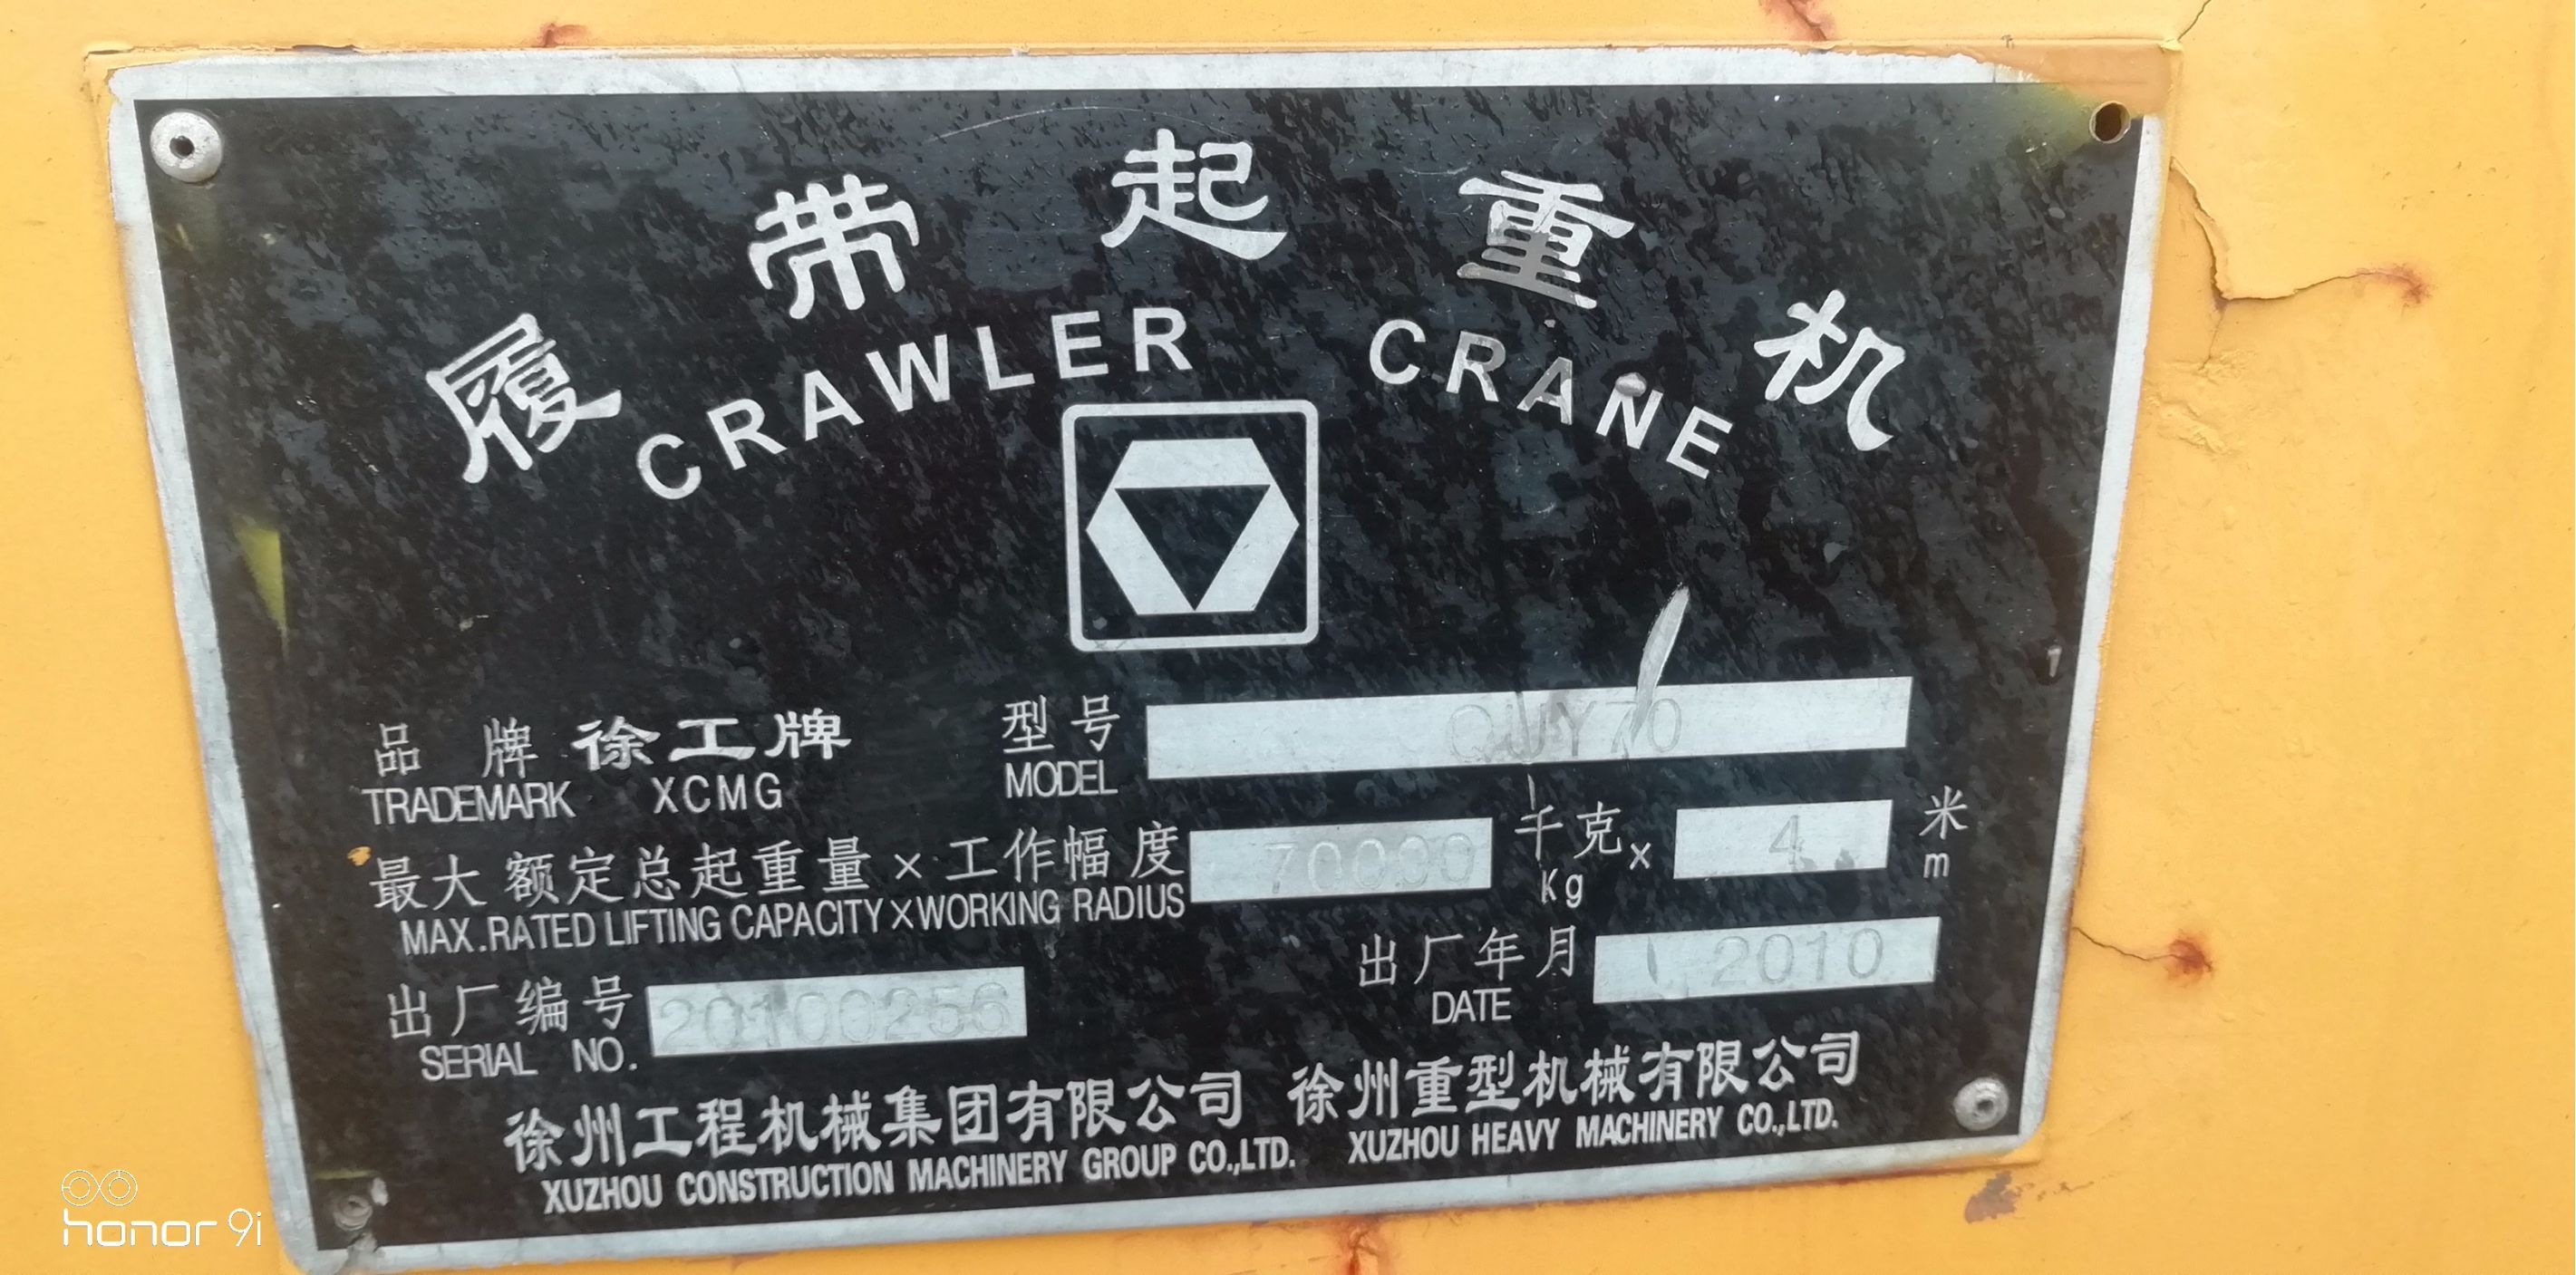 履带起重机
CRAWLER CRANE
品牌 徐工牌 型号 QUY70
TRADEMARK XCMG MODEL
最大额定总起重量×工作幅度 70000 千克 × 4 米
MAX.RATED LIFTING CAPACITY×WORKING RADIUS Kg m
出厂编号 20100256 出厂年月 2010
SERIAL NO. DATE
徐州工程机械集团有限公司 徐州重型机械有限公司
XUZHOU CONSTRUCTION MACHINERY GROUP CO.,LTD. XUZHOU HEAVY MACHINERY CO.,LTD.
honor 9i